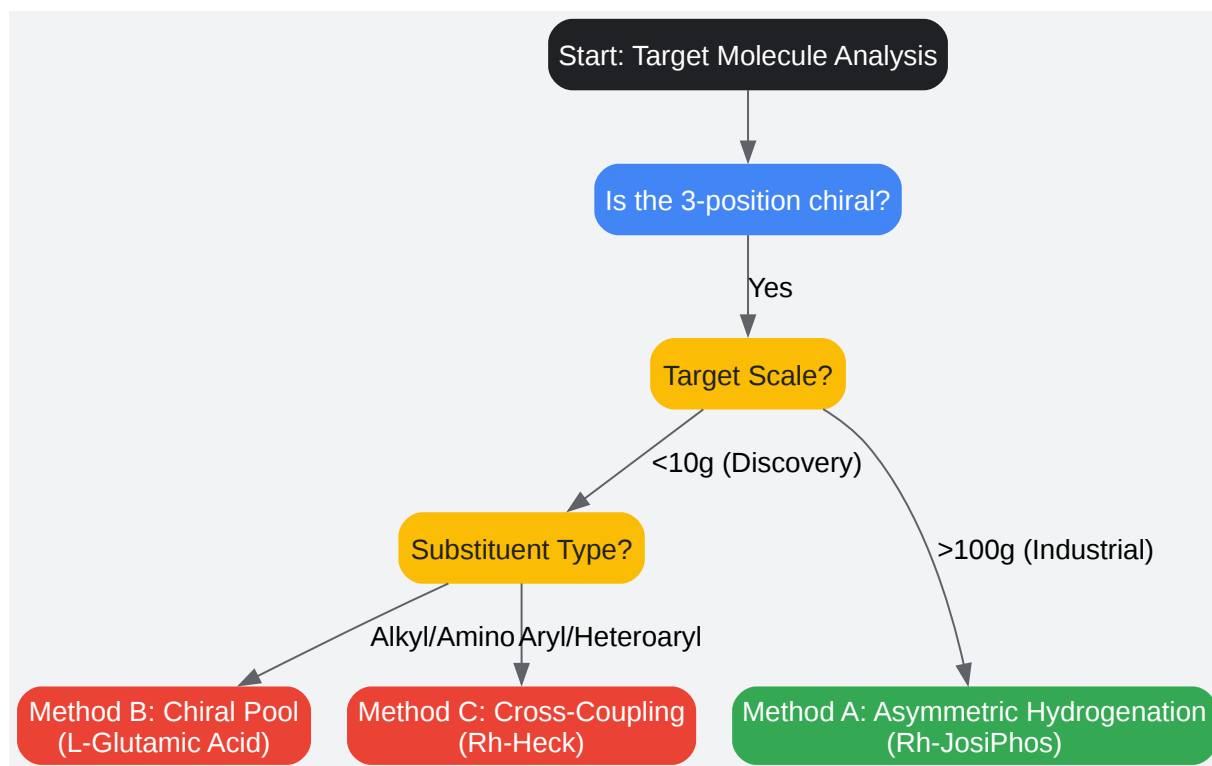 Start: Target Molecule Analysis
Is the 3-position chiral?
Yes
Target Scale?
<10g (Discovery)
Substituent Type?
>100g (Industrial)
Alkyl/Amino
Aryl/Heteroaryl
Method B: Chiral Pool
(L-Glutamic Acid)
Method C: Cross-Coupling
(Rh-Heck)
Method A: Asymmetric Hydrogenation
(Rh-JosiPhos)